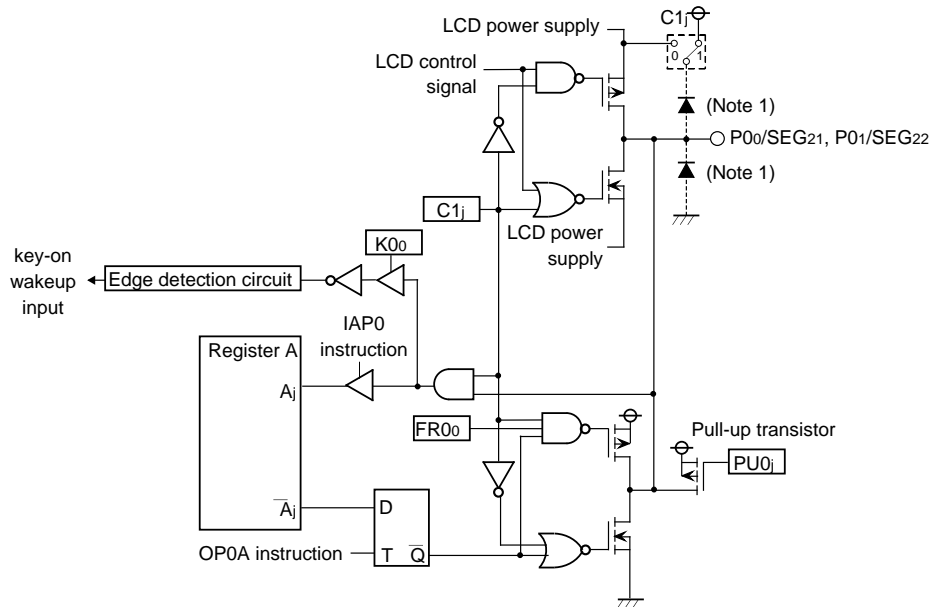 LCD power supply
C1j
0 1
LCD control
signal
(Note 1)
P00/SEG21, P01/SEG22
(Note 1)
C1j
LCD power
supply
K00
key-on
wakeup
input
Edge detection circuit
IAP0
instruction
Register A
Aj
FR00
Pull-up transistor
PU0j
A̅j
D
OP0A instruction
T Q̅